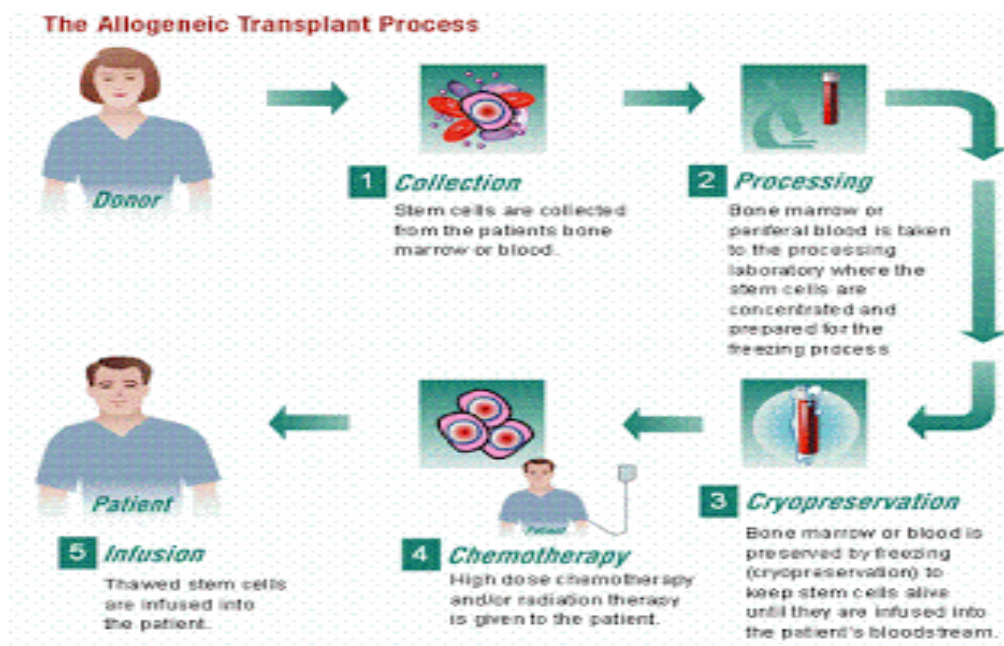 The Allogeneic Transplant Process
Donor
1 Collection
Stem cells are collected
from the patients bone
marrow or blood.
2 Processing
Bone marrow or
periferal blood is taken
to the processing
laboratory where the
stem cells are
concentrated and
prepared for the
freezing process
3 Cryopreservation
Bone marrow or blood is
preserved by freezing
(cryopreservation) to
keep stem cells alive
until they are infused into
the patient's bloodstream.
Patient
4 Chemotherapy
High dose chemotherapy
and/or radiation therapy
is given to the patient.
Patient
5 Infusion
Thawed stem cells
are infused into
the patient.